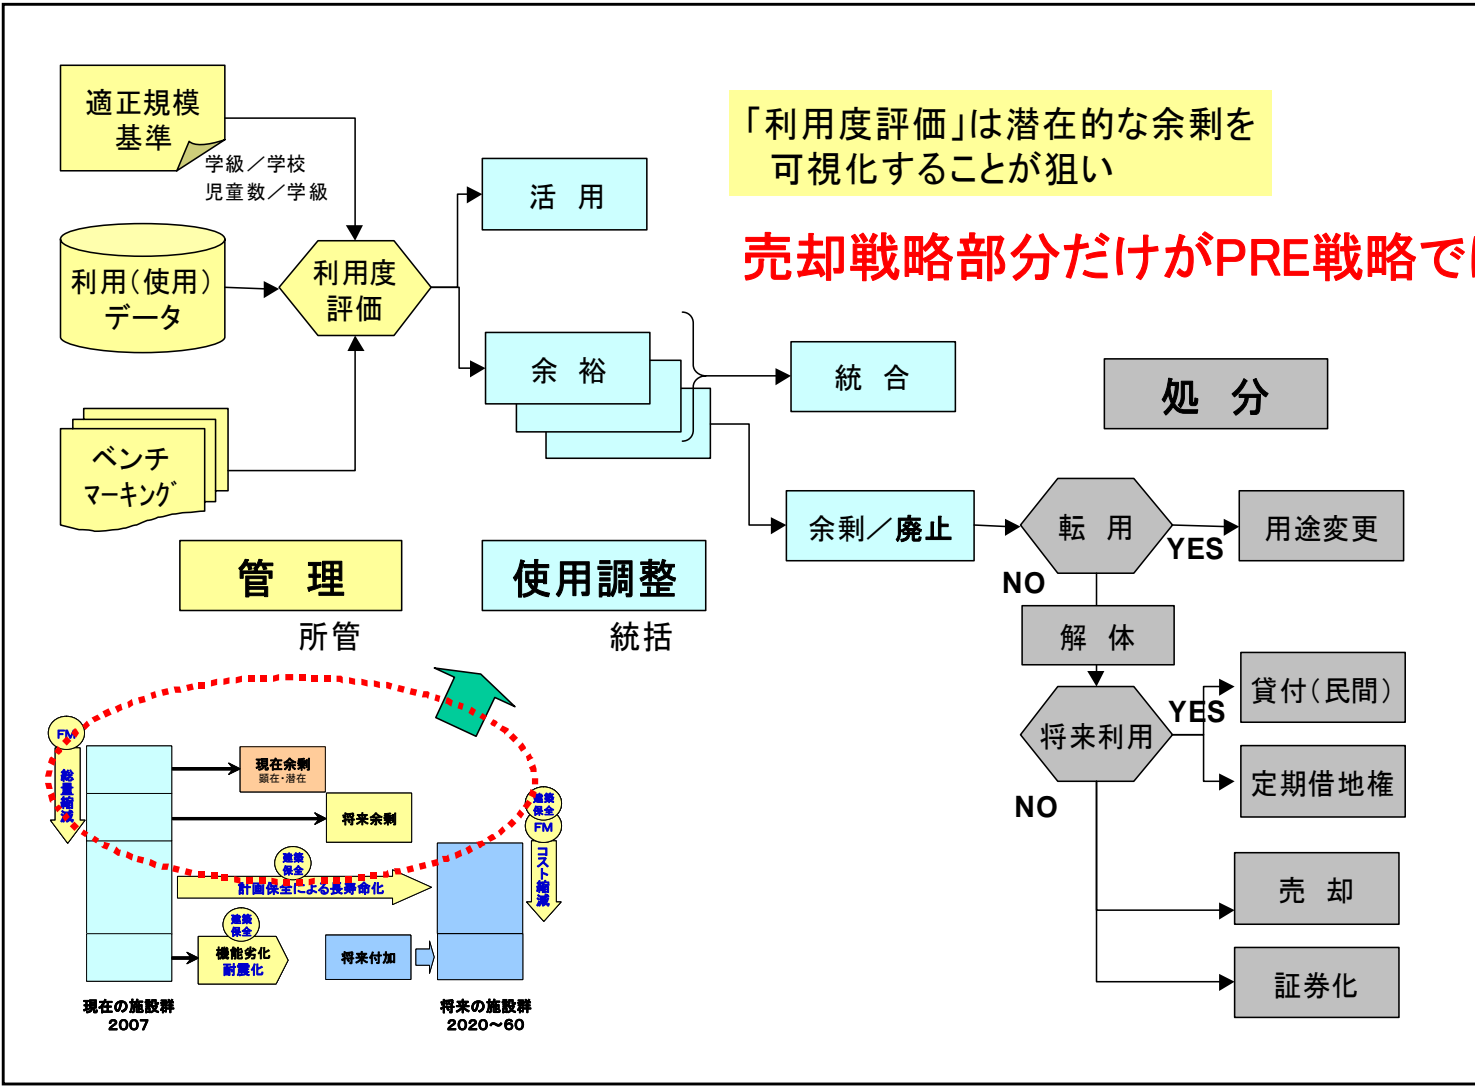 適正規模
基準
学級／学校
児童数／学級
利用（使用）
データ
ベンチ
マーキング
利用度
評価
活　用
余　裕
「利用度評価」は潜在的な余剰を
可視化することが狙い
売却戦略部分だけがPRE戦略で
統　合
余剰／廃止
処　分
転　用
YES
用途変更
NO
解　体
将来利用
YES
貸付（民間）
定期借地権
NO
売　却
証券化
管　理
所管
使用調整
統括
FM
総量縮減
現在余剰
顕在・潜在
将来余剰
建築
保全
計画保全による長寿命化
建築
保全
機能劣化
耐震化
将来付加
建築
保全
FM
コスト縮減
現在の施設群
2007
将来の施設群
2020～60